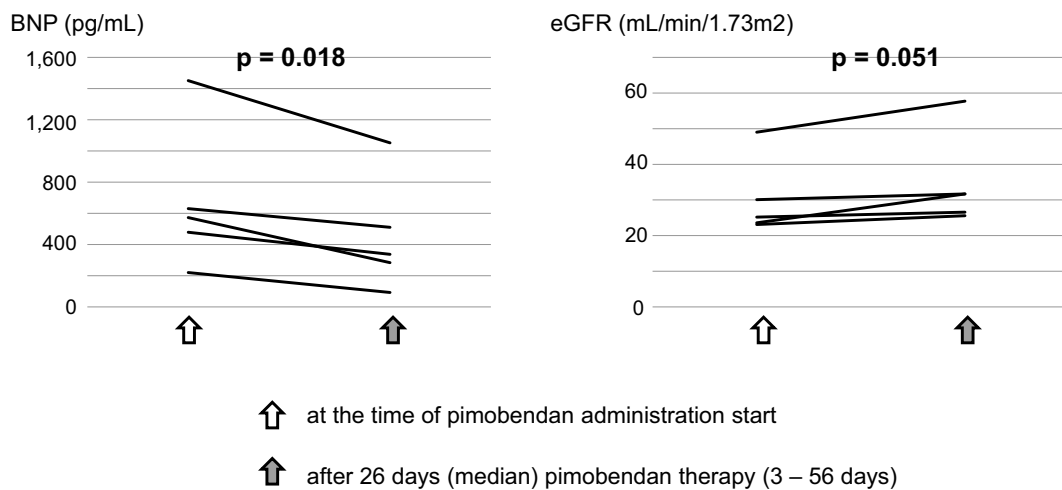 BNP (pg/mL)
p = 0.018
1,600
1,200
800
400
0
eGFR (mL/min/1.73m2)
p = 0.051
60
40
20
0
at the time of pimobendan administration start
after 26 days (median) pimobendan therapy (3 – 56 days)